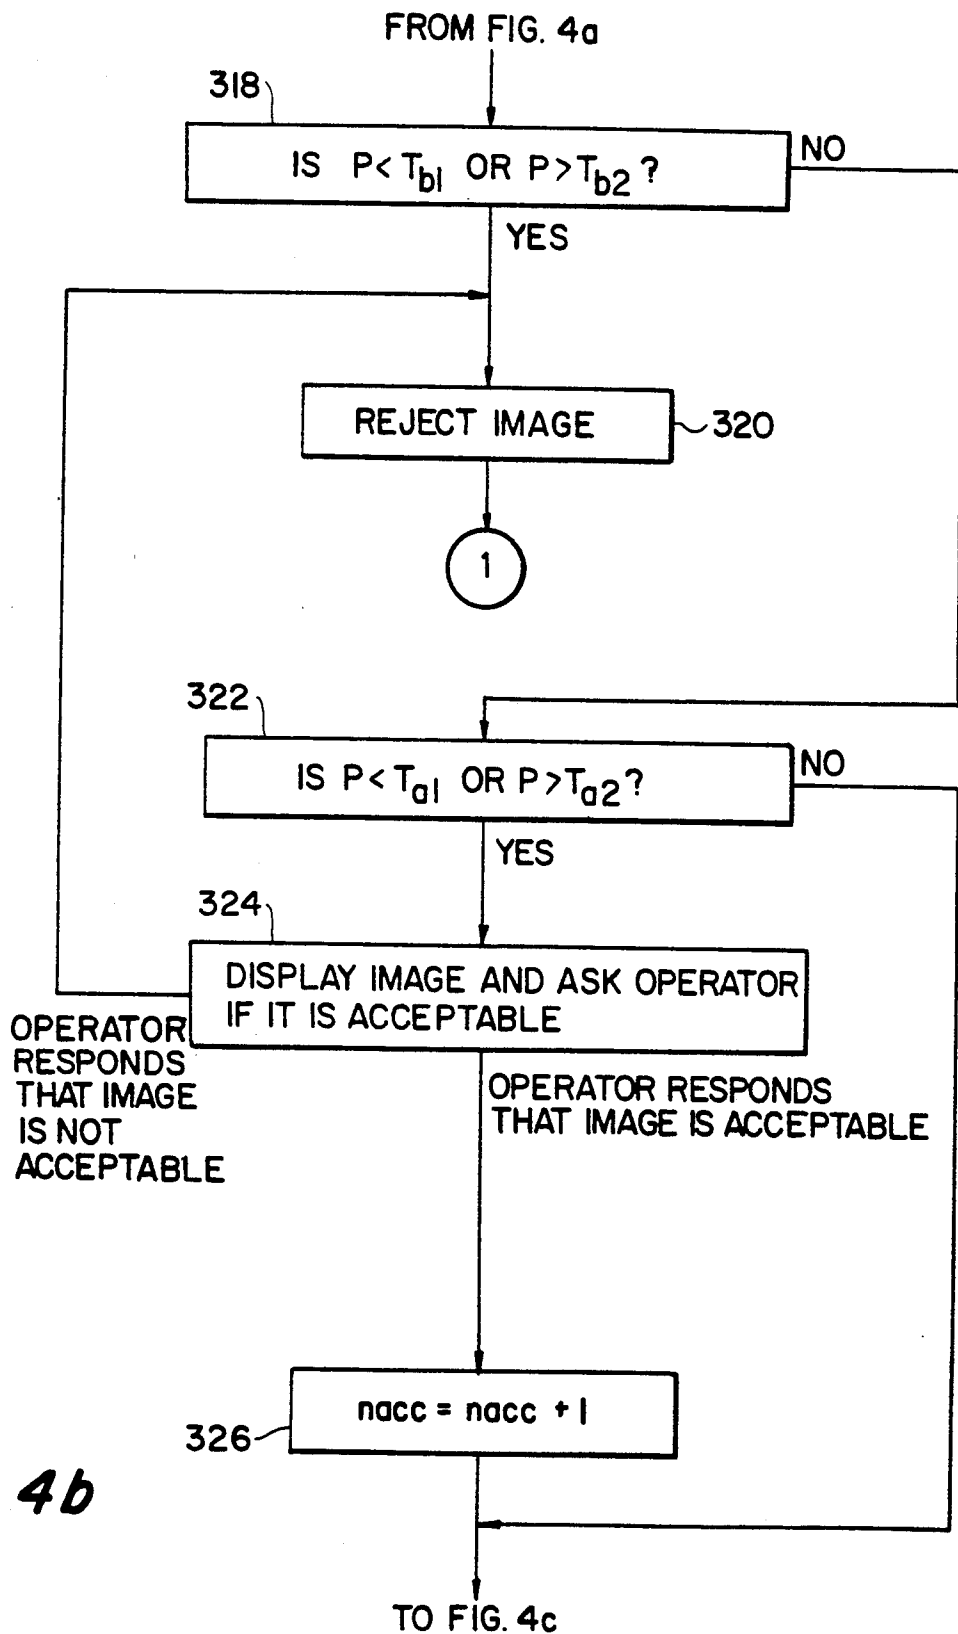 FROM FIG. 4a
318
IS P < Tb1 OR P > Tb2 ?
NO
YES
REJECT IMAGE
320
1
322
IS P < Ta1 OR P > Ta2 ?
NO
YES
324
DISPLAY IMAGE AND ASK OPERATOR
IF IT IS ACCEPTABLE
OPERATOR
RESPONDS
THAT IMAGE
IS NOT
ACCEPTABLE
OPERATOR RESPONDS
THAT IMAGE IS ACCEPTABLE
nacc = nacc + 1
326
4b
TO FIG. 4c